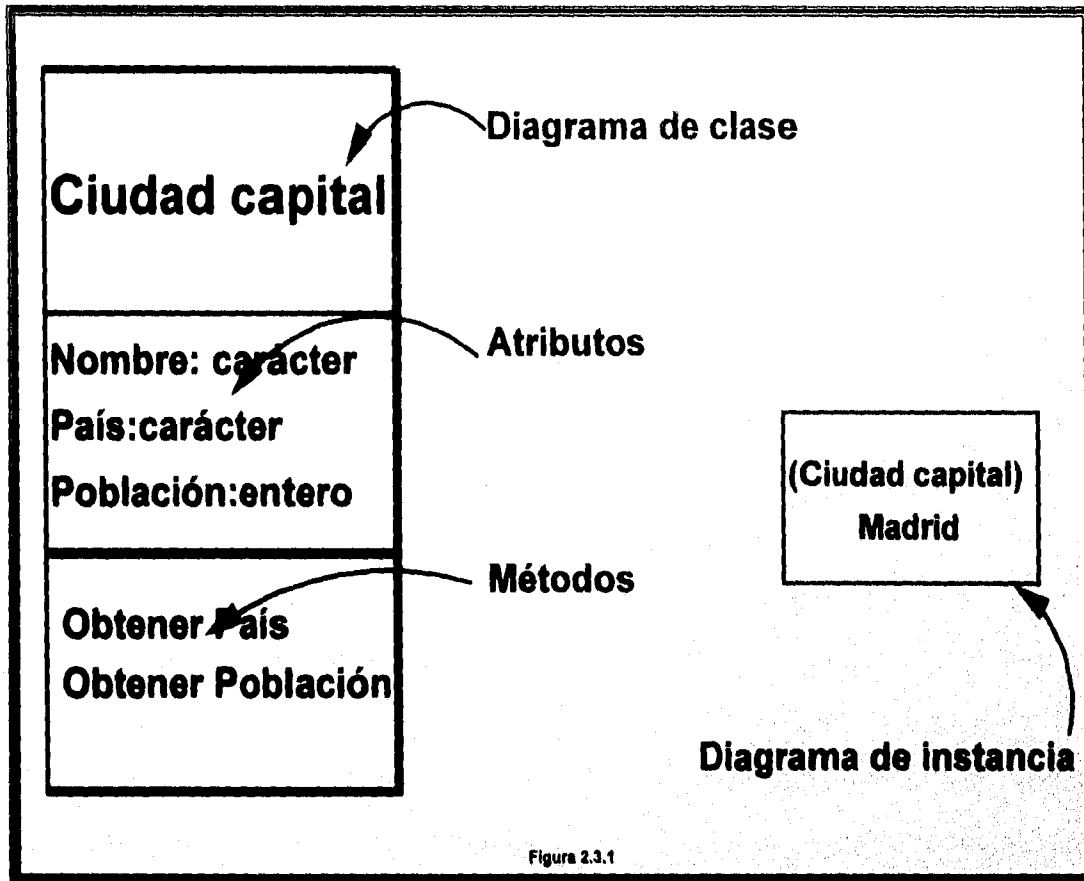 Diagrama de clase
Ciudad capital
Atributos
Nombre: carácter
País:carácter
Población:entero
(Ciudad capital)
Madrid
Métodos
Obtener País
Obtener Población
Diagrama de instancia
Figura 2.3.1